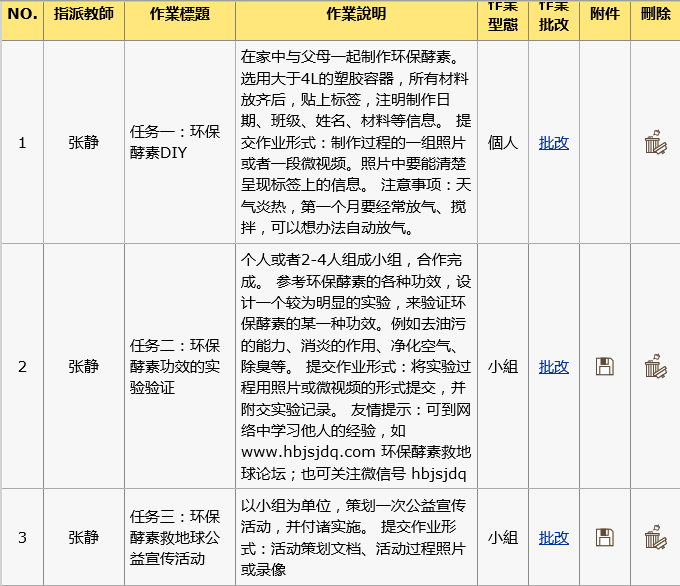 NO.
指派教師
作業標題
作業說明
作業
型態
作業
批改
附件
刪除
1
张静
任务一：环保
酵素DIY
在家中与父母一起制作环保酵素。
选用大于4L的塑胶容器，所有材料
放齐后，贴上标签，注明制作日
期、班级、姓名、材料等信息。 提
交作业形式：制作过程的一组照片
或者一段微视频。照片中要能清楚
呈现标签上的信息。 注意事项：天
气炎热，第一个月要经常放气、搅
拌，可以想办法自动放气。
個人
批改
2
张静
任务二：环保
酵素功效的实
验验证
个人或者2-4人组成小组，合作完
成。 参考环保酵素的各种功效，设
计一个较为明显的实验，来验证环
保酵素的某一种功效。例如去油污
的能力、消炎的作用、净化空气、
除臭等。 提交作业形式：将实验过
程用照片或微视频的形式提交，并
附交实验记录。 友情提示：可到网
络中学习他人的经验，如
www.hbjsjdq.com 环保酵素救地
球论坛；也可关注微信号 hbjsjdq
小組
批改
3
张静
任务三：环保
酵素救地球公
益宣传活动
以小组为单位，策划一次公益宣传
活动，并付诸实施。 提交作业形
式：活动策划文档、活动过程照片
或录像
小組
批改